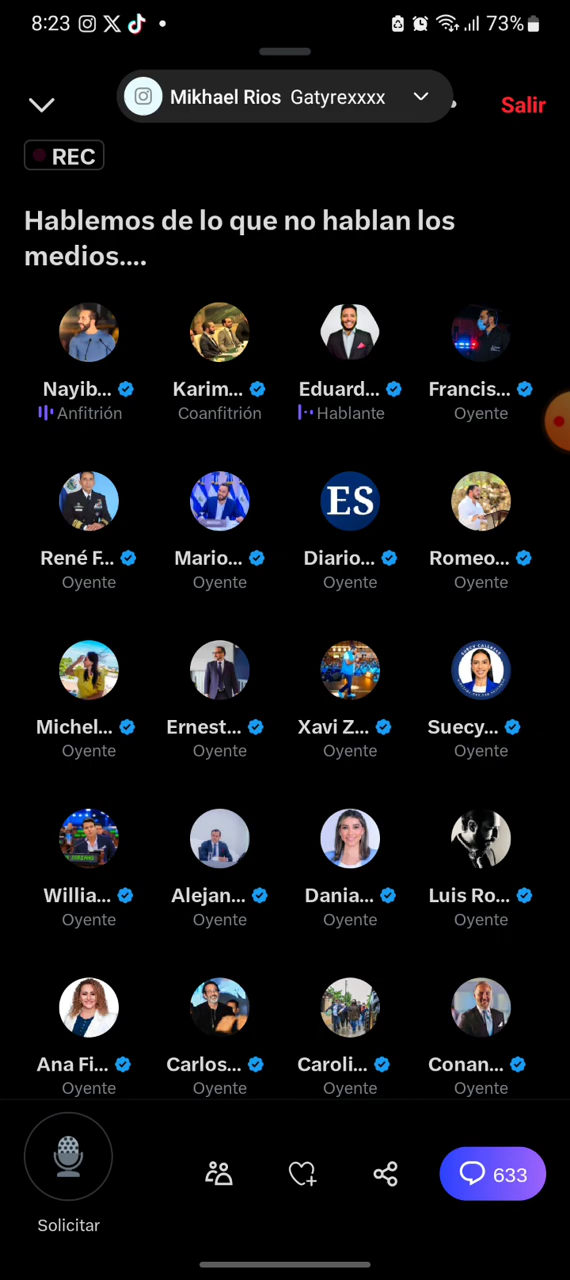 8:23
73%
Mikhael Rios Gatyrexxxx
Salir
REC
Hablemos de lo que no hablan los
medios....
Nayib... Karim... Eduard... Francis...
Anfitrión Coanfitrión Hablante Oyente
ES
René F... Mario... Diario... Romeo...
Oyente Oyente Oyente Oyente
Michel... Ernest... Xavi Z... Suecy...
Oyente Oyente Oyente Oyente
Willia... Alejan... Dania... Luis Ro...
Oyente Oyente Oyente Oyente
Ana Fi... Carlos... Caroli... Conan...
Oyente Oyente Oyente Oyente
633
Solicitar